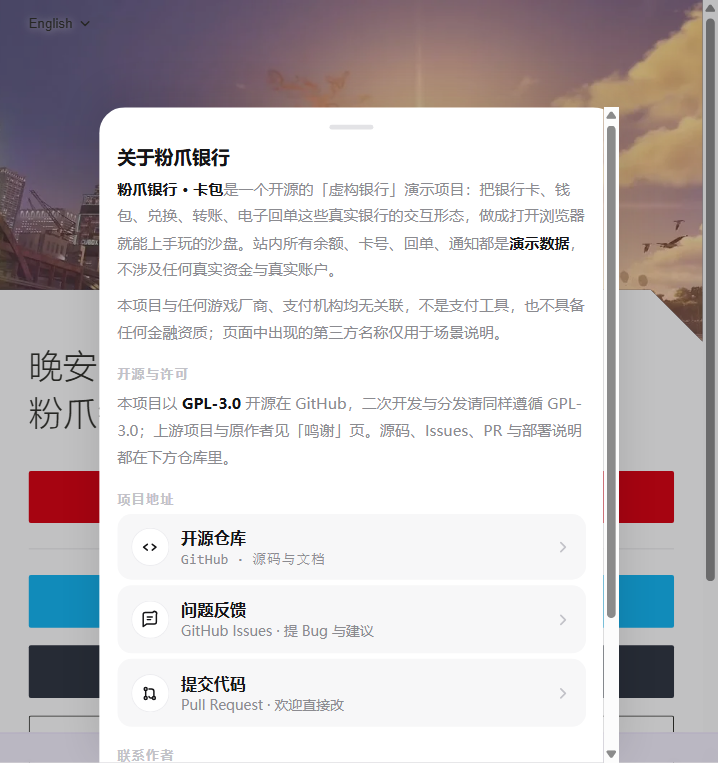 English
关于粉爪银行
粉爪银行・卡包是一个开源的「虚构银行」演示项目：把银行卡、钱
包、兑换、转账、电子回单这些真实银行的交互形态，做成打开浏览器
就能上手玩的沙盘。站内所有余额、卡号、回单、通知都是演示数据，
不涉及任何真实资金与真实账户。
本项目与任何游戏厂商、支付机构均无关联，不是支付工具，也不具备
任何金融资质；页面中出现的第三方名称仅用于场景说明。
开源与许可
本项目以 GPL-3.0 开源在 GitHub，二次开发与分发请同样遵循 GPL-
3.0；上游项目与原作者见「鸣谢」页。源码、Issues、PR 与部署说明
都在下方仓库里。
项目地址
开源仓库
GitHub · 源码与文档
问题反馈
GitHub Issues · 提 Bug 与建议
提交代码
Pull Request · 欢迎直接改
联系作者
晚安
粉爪